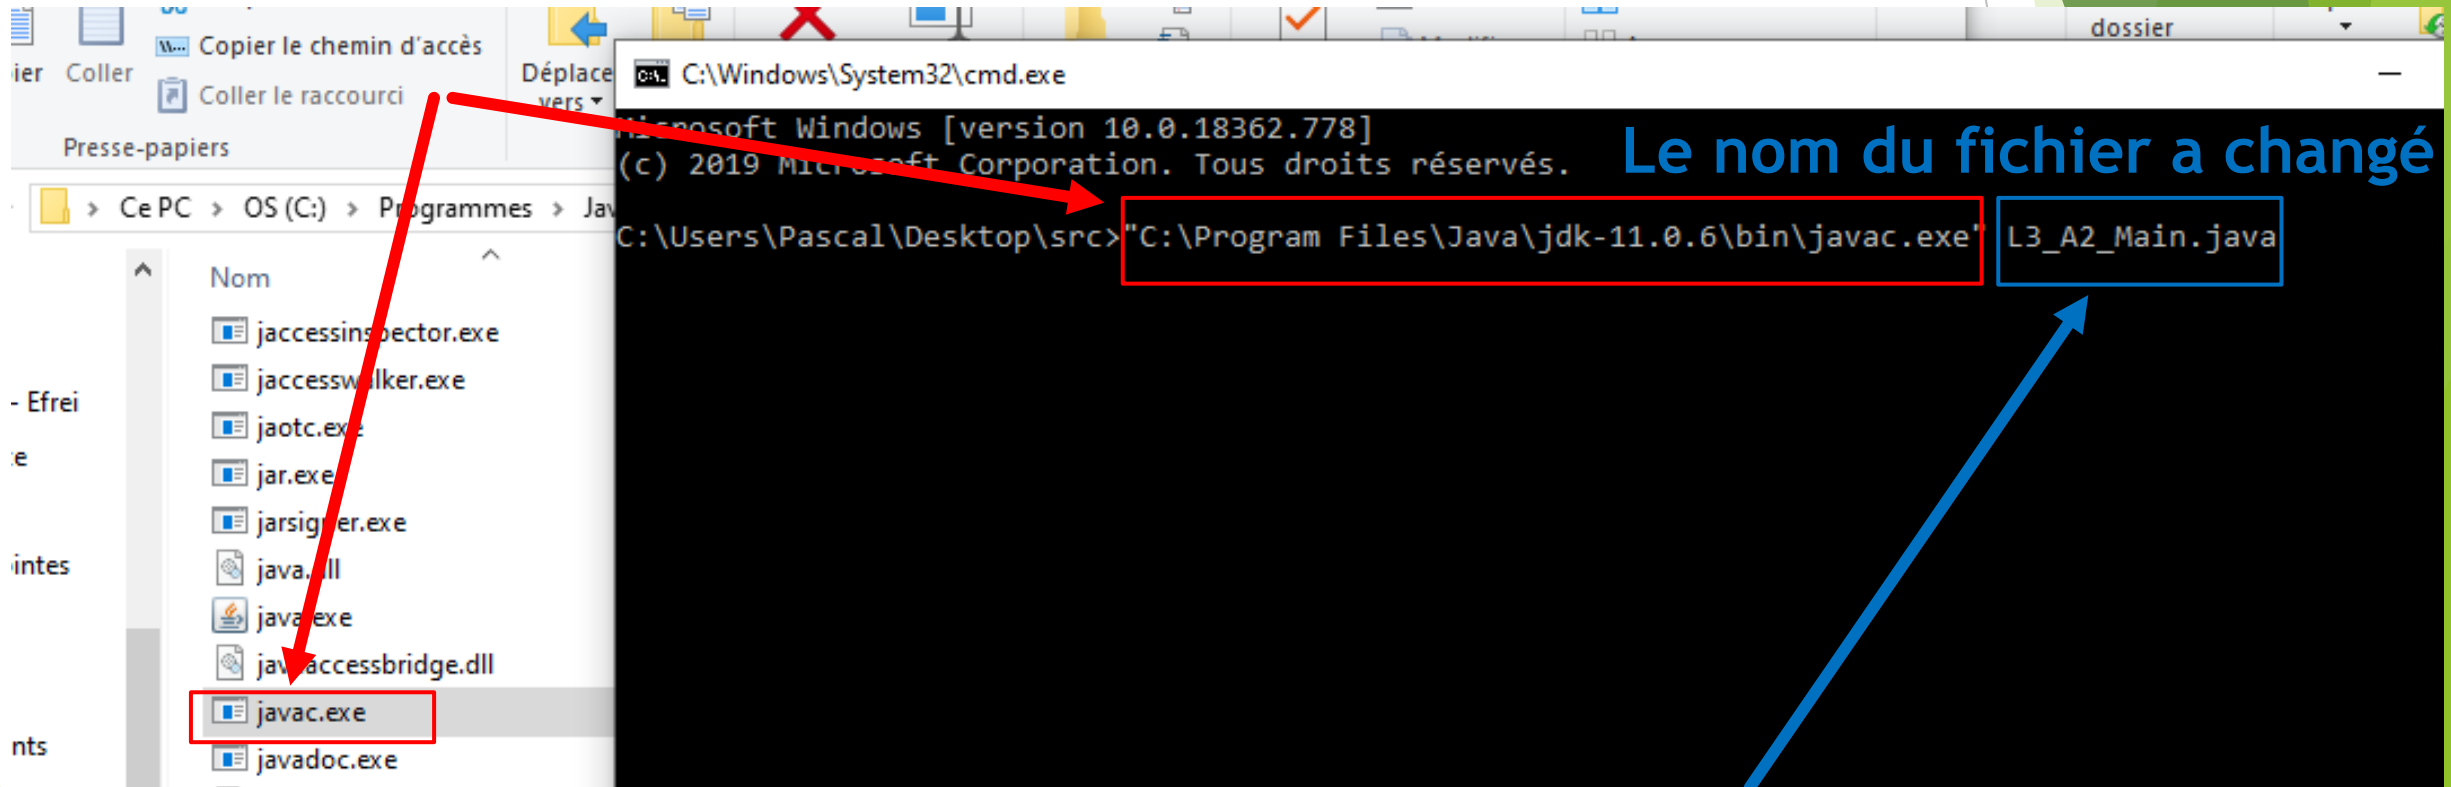 Copier le chemin d'accès
dossier
ier Coller
Déplace
vers
Coller le raccourci
Presse-papiers
C:\Windows\System32\cmd.exe
Microsoft Windows [version 10.0.18362.778]
(c) 2019 Microsoft Corporation. Tous droits réservés.
Le nom du fichier a changé
Ce PC > OS (C:) > Programmes > Jav
C:\Users\Pascal\Desktop\src>"C:\Program Files\Java\jdk-11.0.6\bin\javac.exe" L3_A2_Main.java
Nom
jaccessinspector.exe
jaccesswalker.exe
- Efrei
jaotc.exe
jar.exe
jarsigner.exe
intes
java.dll
java.exe
javaaccessbridge.dll
javac.exe
nts
javadoc.exe